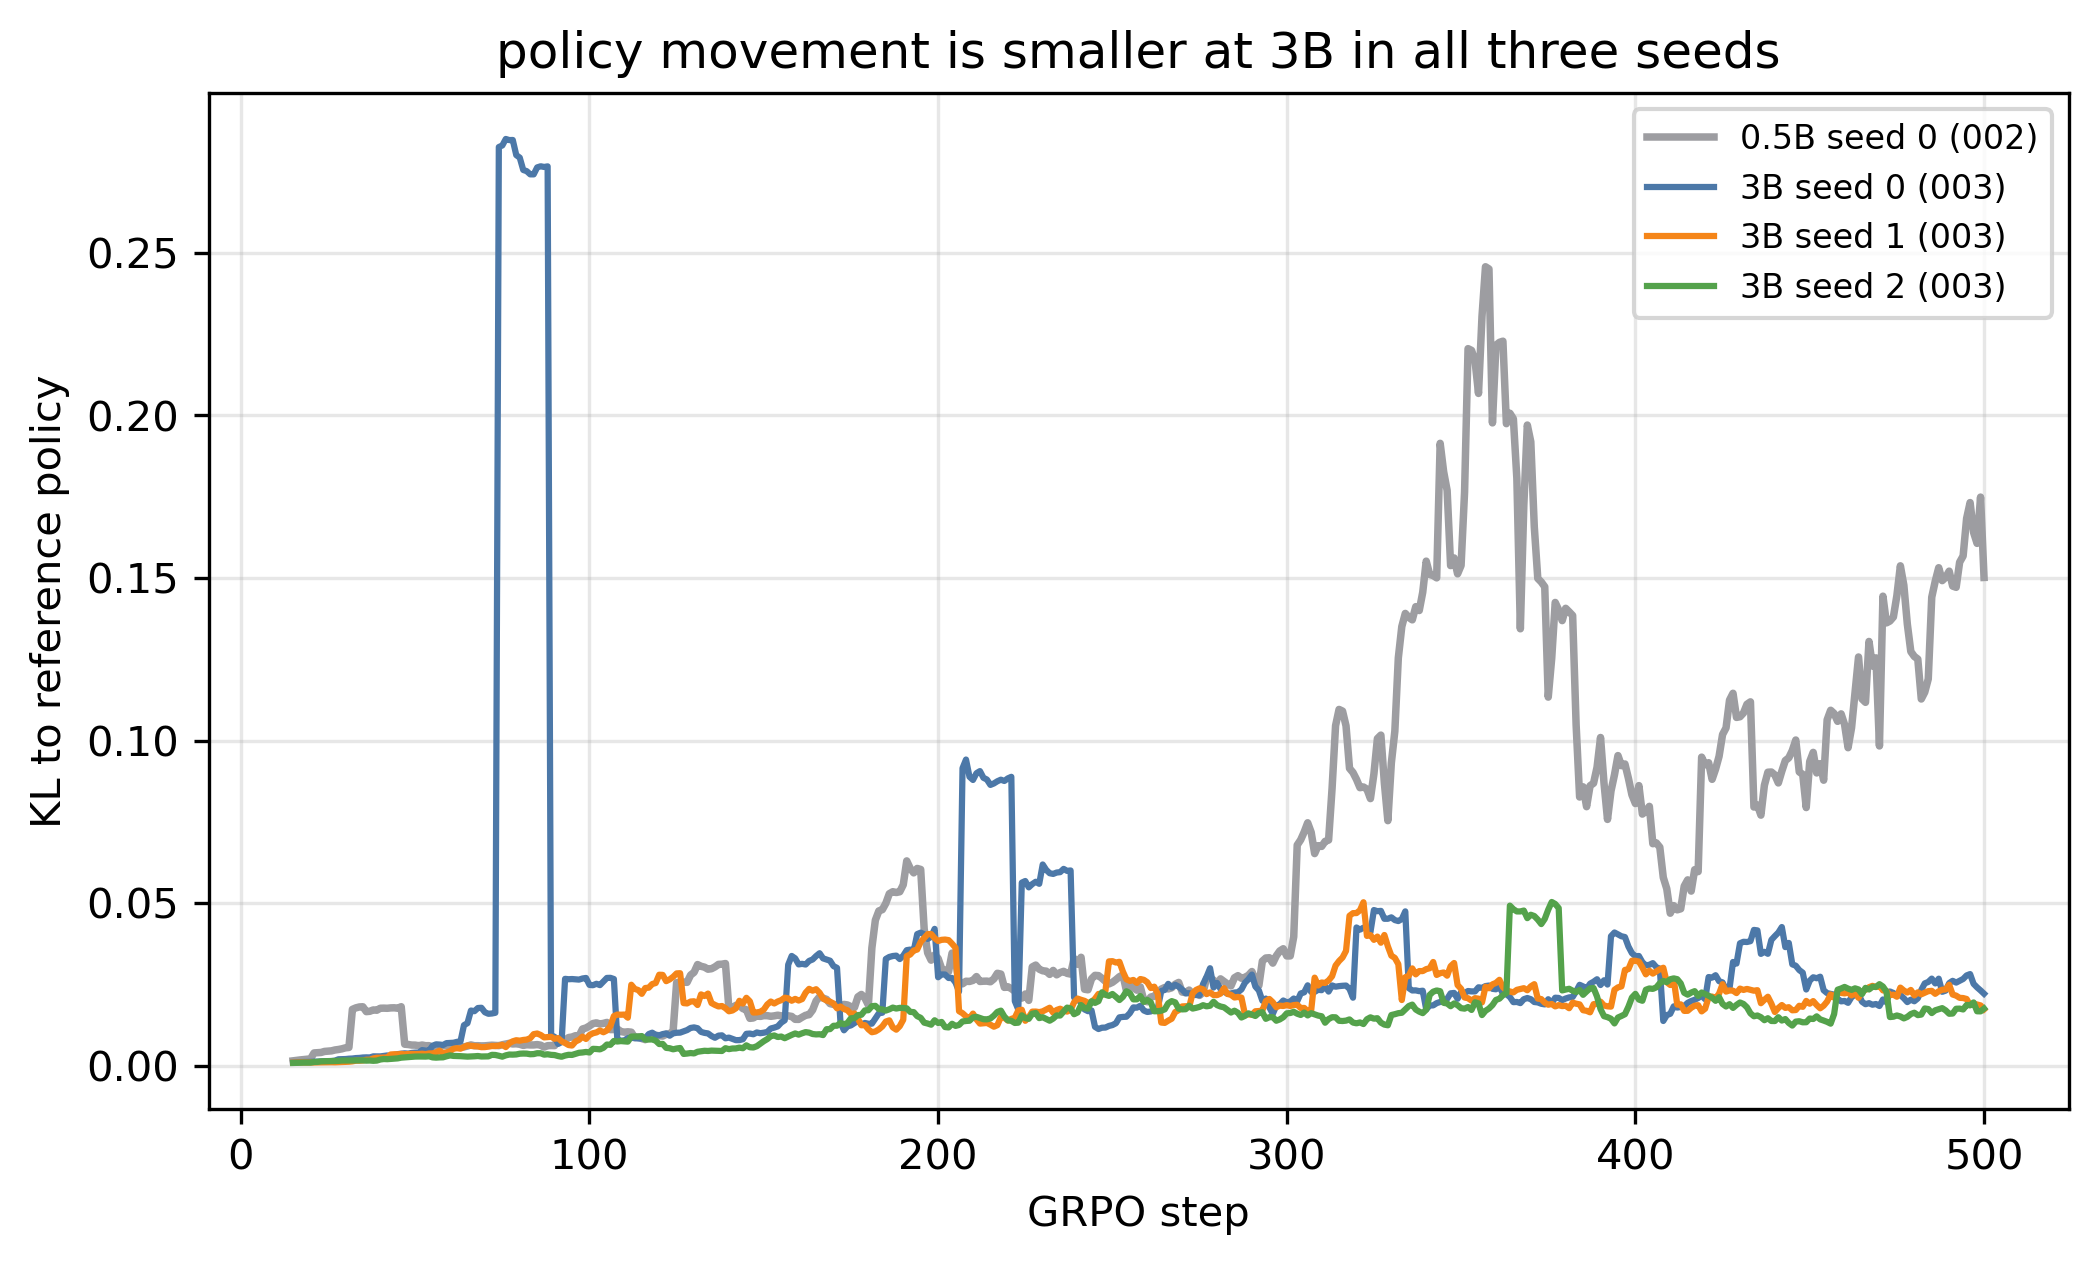 policy movement is smaller at 3B in all three seeds
0.5B seed 0 (002)
3B seed 0 (003)
3B seed 1 (003)
3B seed 2 (003)
KL to reference policy
0.25
0.20
0.15
0.10
0.05
0.00
0 100 200 300 400 500
GRPO step